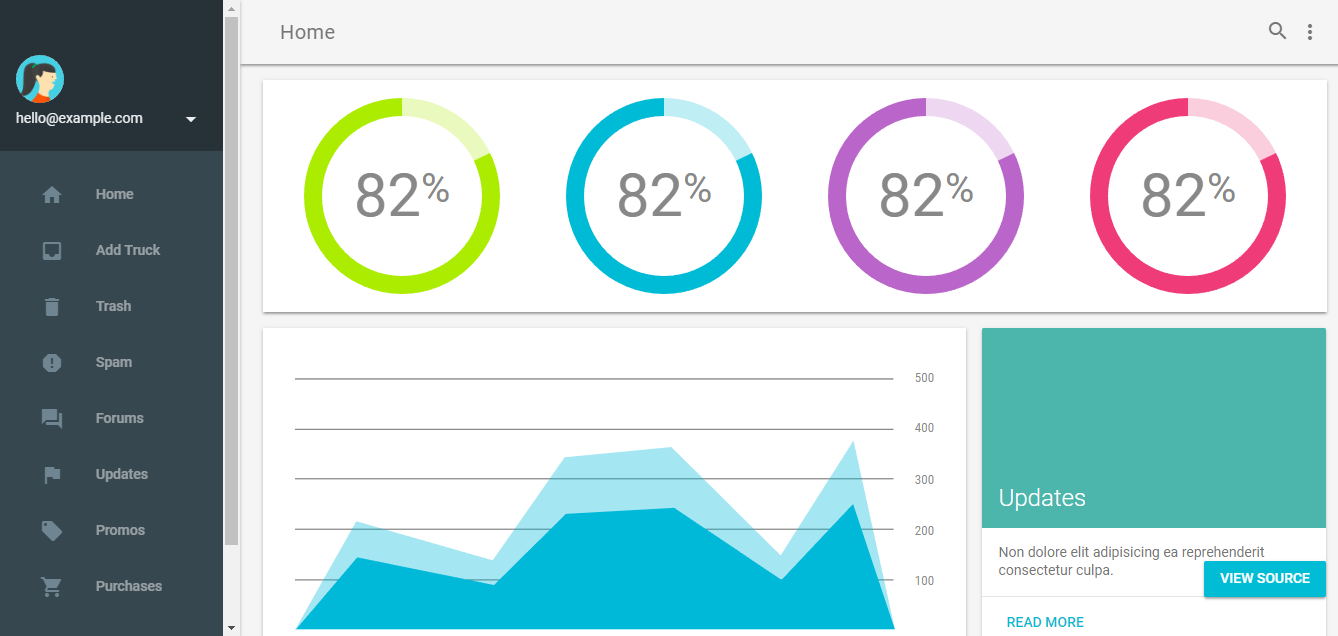 hello@example.com
Home
Add Truck
Trash
Spam
Forums
Updates
Promos
Purchases
Home
82%
82%
82%
82%
500
400
300
200
100
Updates
Non dolore elit adipisicing ea reprehenderit
consectetur culpa.
VIEW SOURCE
READ MORE